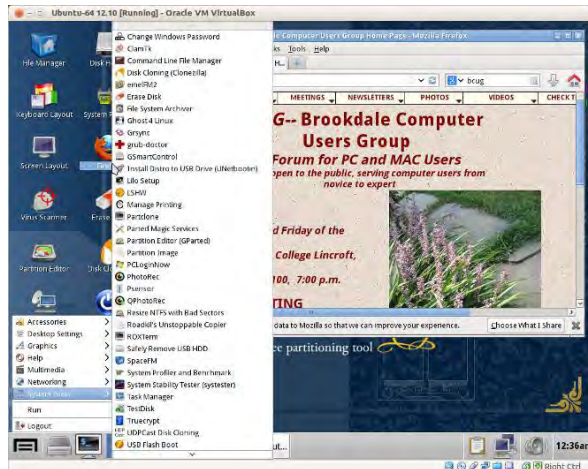 Ubuntu-64 12.10 [Running] - Oracle VM VirtualBox
File Manager
Keyboard Layout
Screen Layout
Virus Scanner
Partition Editor
Change Windows Password
ClamTk
Command Line File Manager
Disk Cloning (Clonezilla)
emelFM2
Erase Disk
File System Archiver
Ghost 4 Linux
Grsync
grub-doctor
GSmartControl
Install Distro to USB Drive (UNetbootin)
Lilo Setup
LSHW
Manage Printing
Partclone
Parted Magic Services
Partition Editor (GParted)
Partition Image
PCLoginNow
PhotoRec
Psensor
QPhotoRec
Resize NTFS with Bad Sectors
Roadkil's Unstoppable Copier
ROXTerm
Safely Remove USB HDD
SpaceFM
System Profiler and Benchmark
System Stability Tester (systester)
Task Manager
TestDisk
Truecrypt
UDPCast Disk Cloning
USB Flash Boot
Accessories
Desktop Settings
Graphics
Help
Multimedia
Networking
System Tools
Run
Logout
Computer Users Group Home Page - Mozilla Firefox
Tools Help
bcug
MEETINGS NEWSLETTERS PHOTOS VIDEOS CHECK
G-- Brookdale Computer
Users Group
Forum for PC and MAC Users
open to the public, serving computer users from
novice to expert
d Friday of the
College Lincroft,
100, 7:00 p.m.
TING
data to Mozilla so that we can improve your experience.
Choose What I Share
ee partitioning tool
12:36am
Right Ctrl